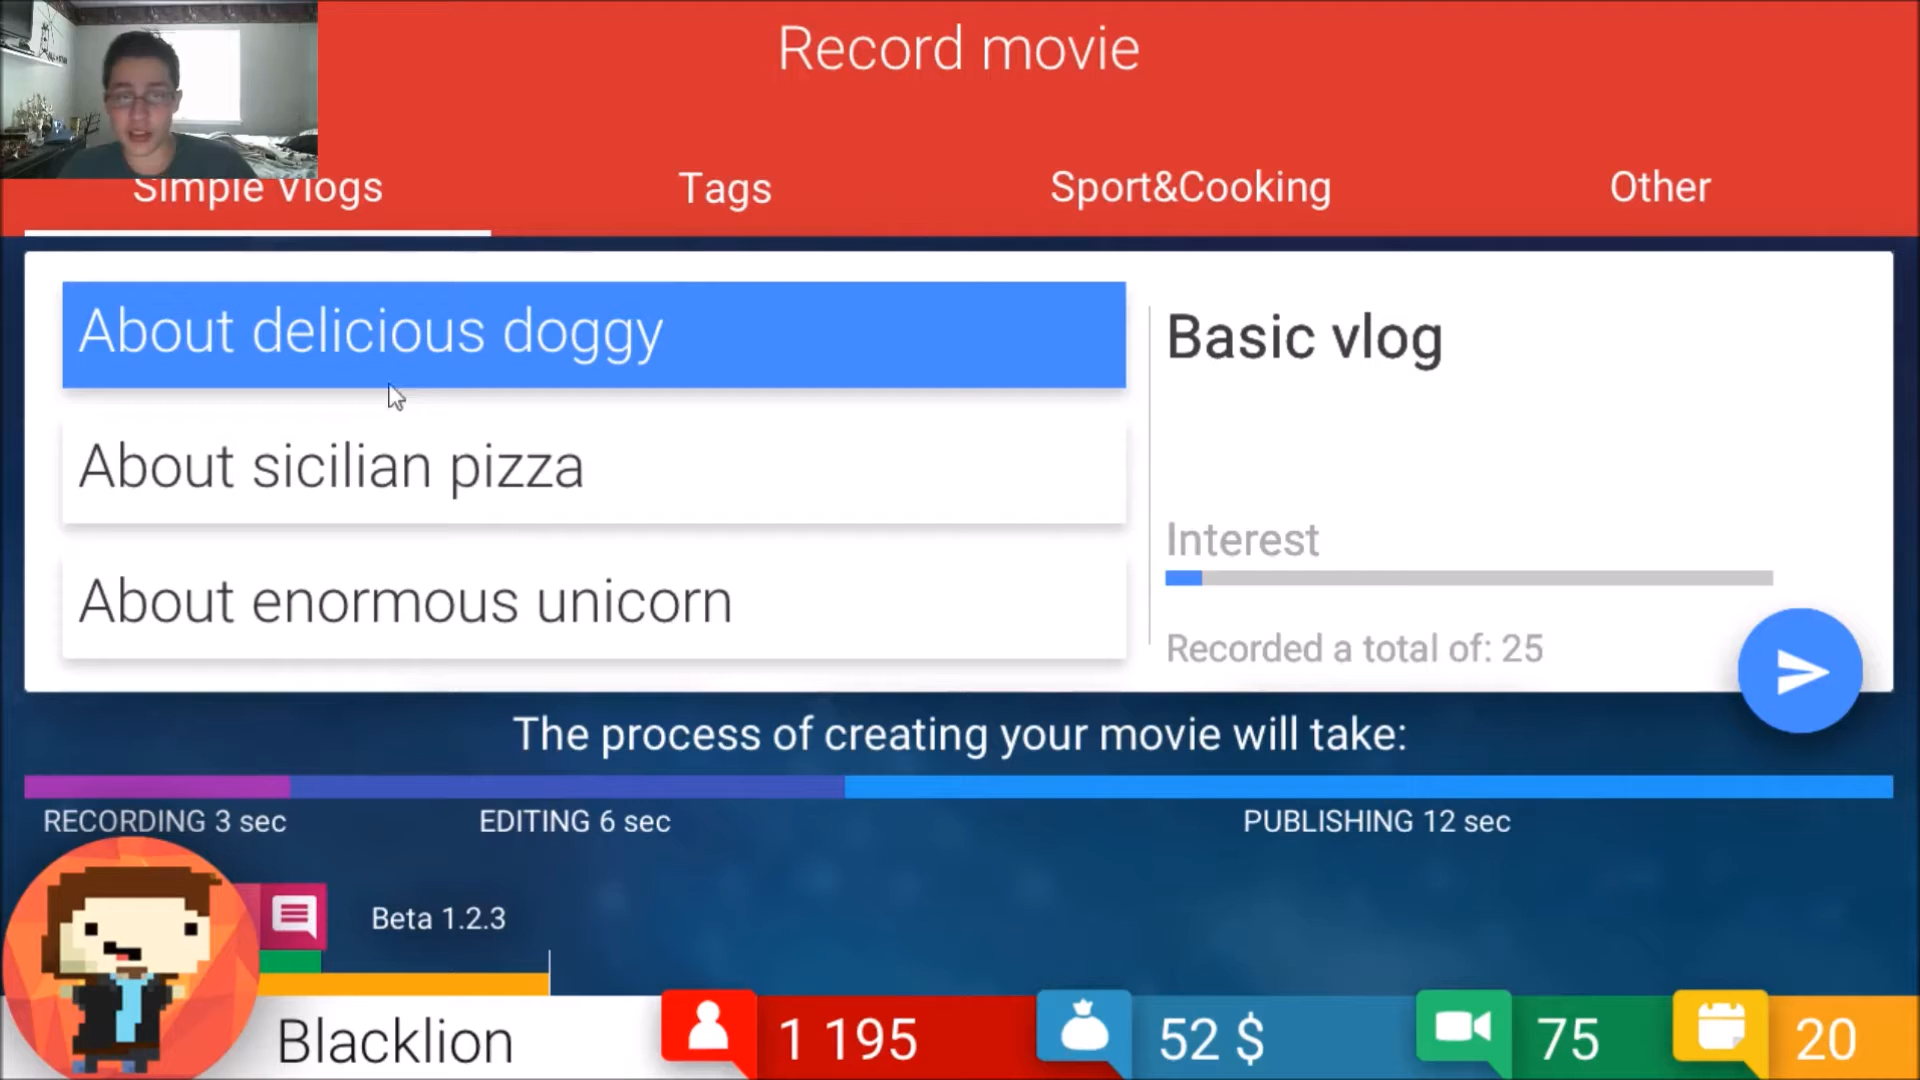 Record movie
Simple Vlogs
Tags
Sport&Cooking
Other
About delicious doggy
About sicilian pizza
About enormous unicorn
Basic vlog
Interest
Recorded a total of: 25
The process of creating your movie will take:
RECORDING 3 sec
EDITING 6 sec
PUBLISHING 12 sec
Beta 1.2.3
Blacklion
1 195
52 $
75
20